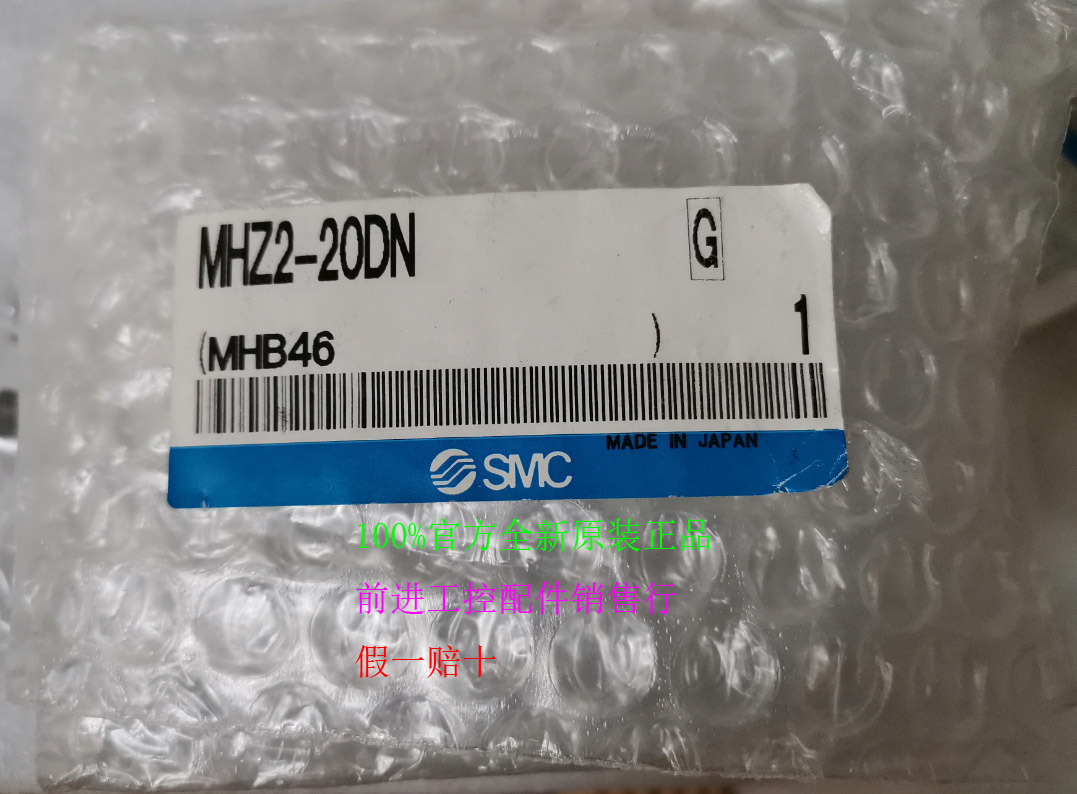 MHZ2-20DN
G
(MHB46 )
1
MADE IN JAPAN
SMC
100%官方全新原装正品
前进工控配件销售行
假一赔十